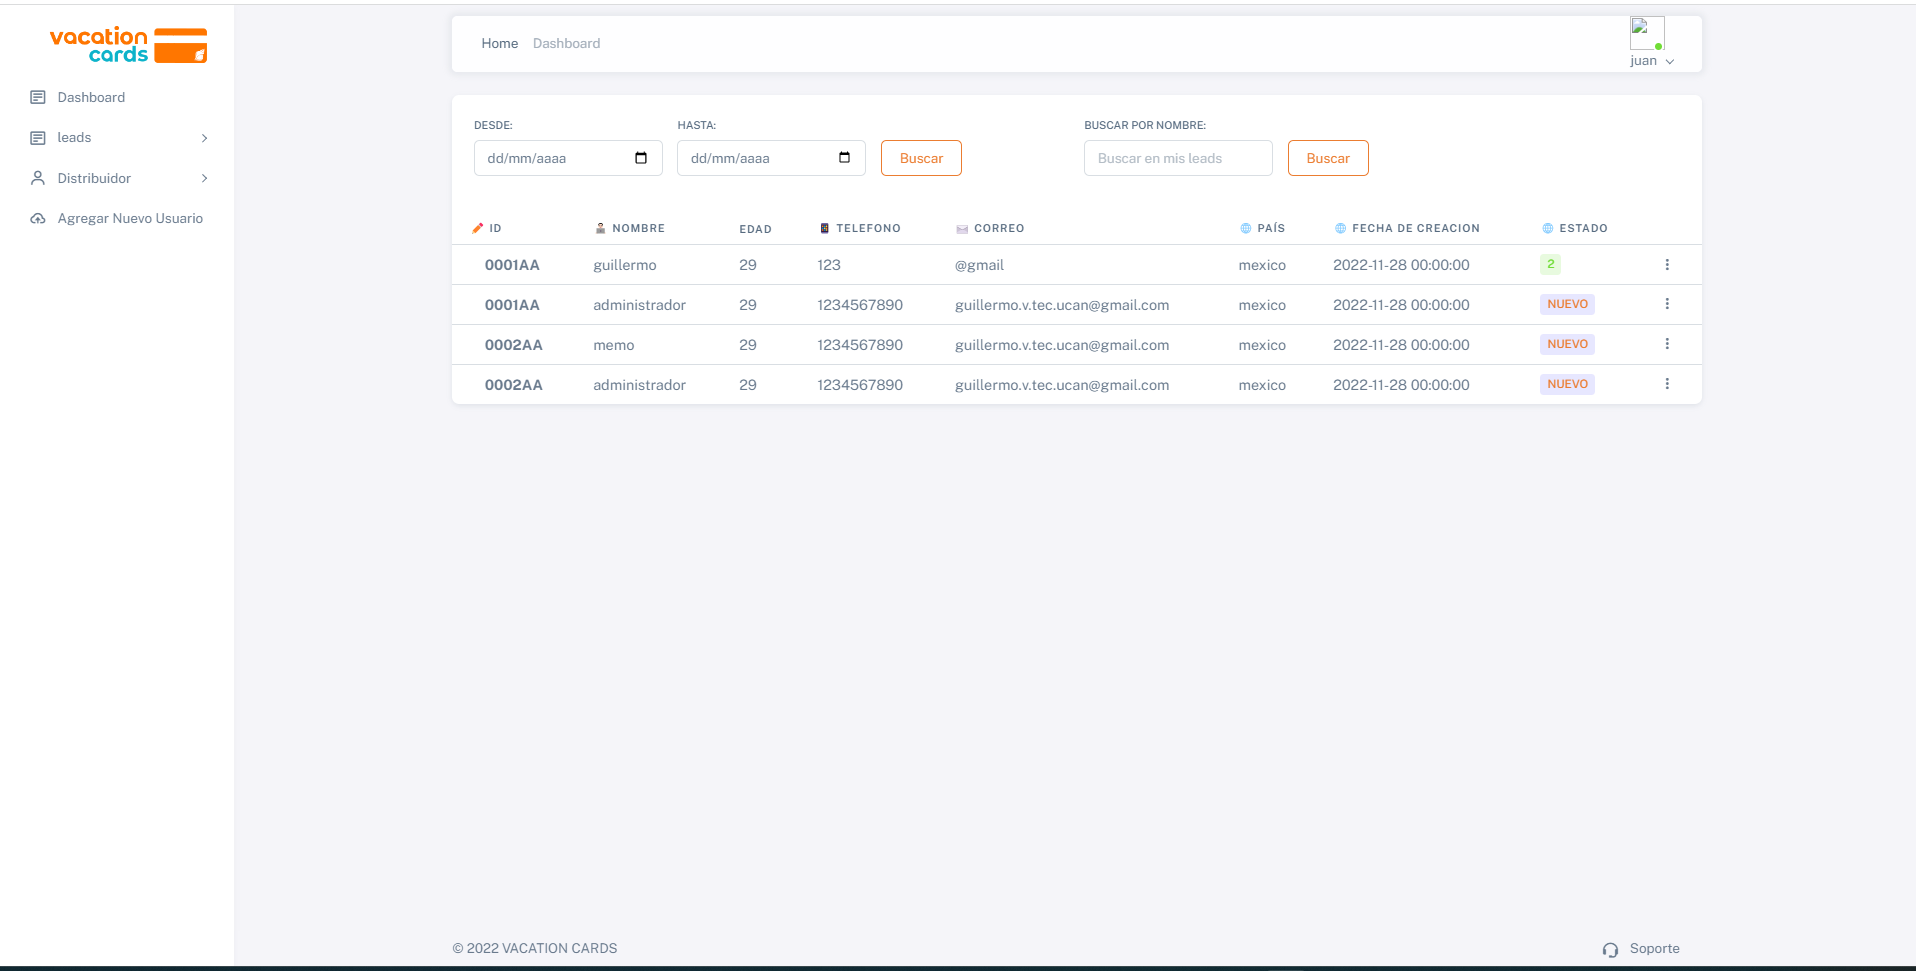 vacation
cards
Home Dashboard
juan
Dashboard
leads
Distribuidor
Agregar Nuevo Usuario
DESDE: HASTA: BUSCAR POR NOMBRE:
dd/mm/aaaa dd/mm/aaaa Buscar Buscar en mis leads Buscar
ID NOMBRE EDAD TELEFONO CORREO PAÍS FECHA DE CREACION ESTADO
0001AA guillermo 29 123 @gmail mexico 2022-11-28 00:00:00 2
0001AA administrador 29 1234567890 guillermo.v.tec.ucan@gmail.com mexico 2022-11-28 00:00:00 NUEVO
0002AA memo 29 1234567890 guillermo.v.tec.ucan@gmail.com mexico 2022-11-28 00:00:00 NUEVO
0002AA administrador 29 1234567890 guillermo.v.tec.ucan@gmail.com mexico 2022-11-28 00:00:00 NUEVO
© 2022 VACATION CARDS Soporte